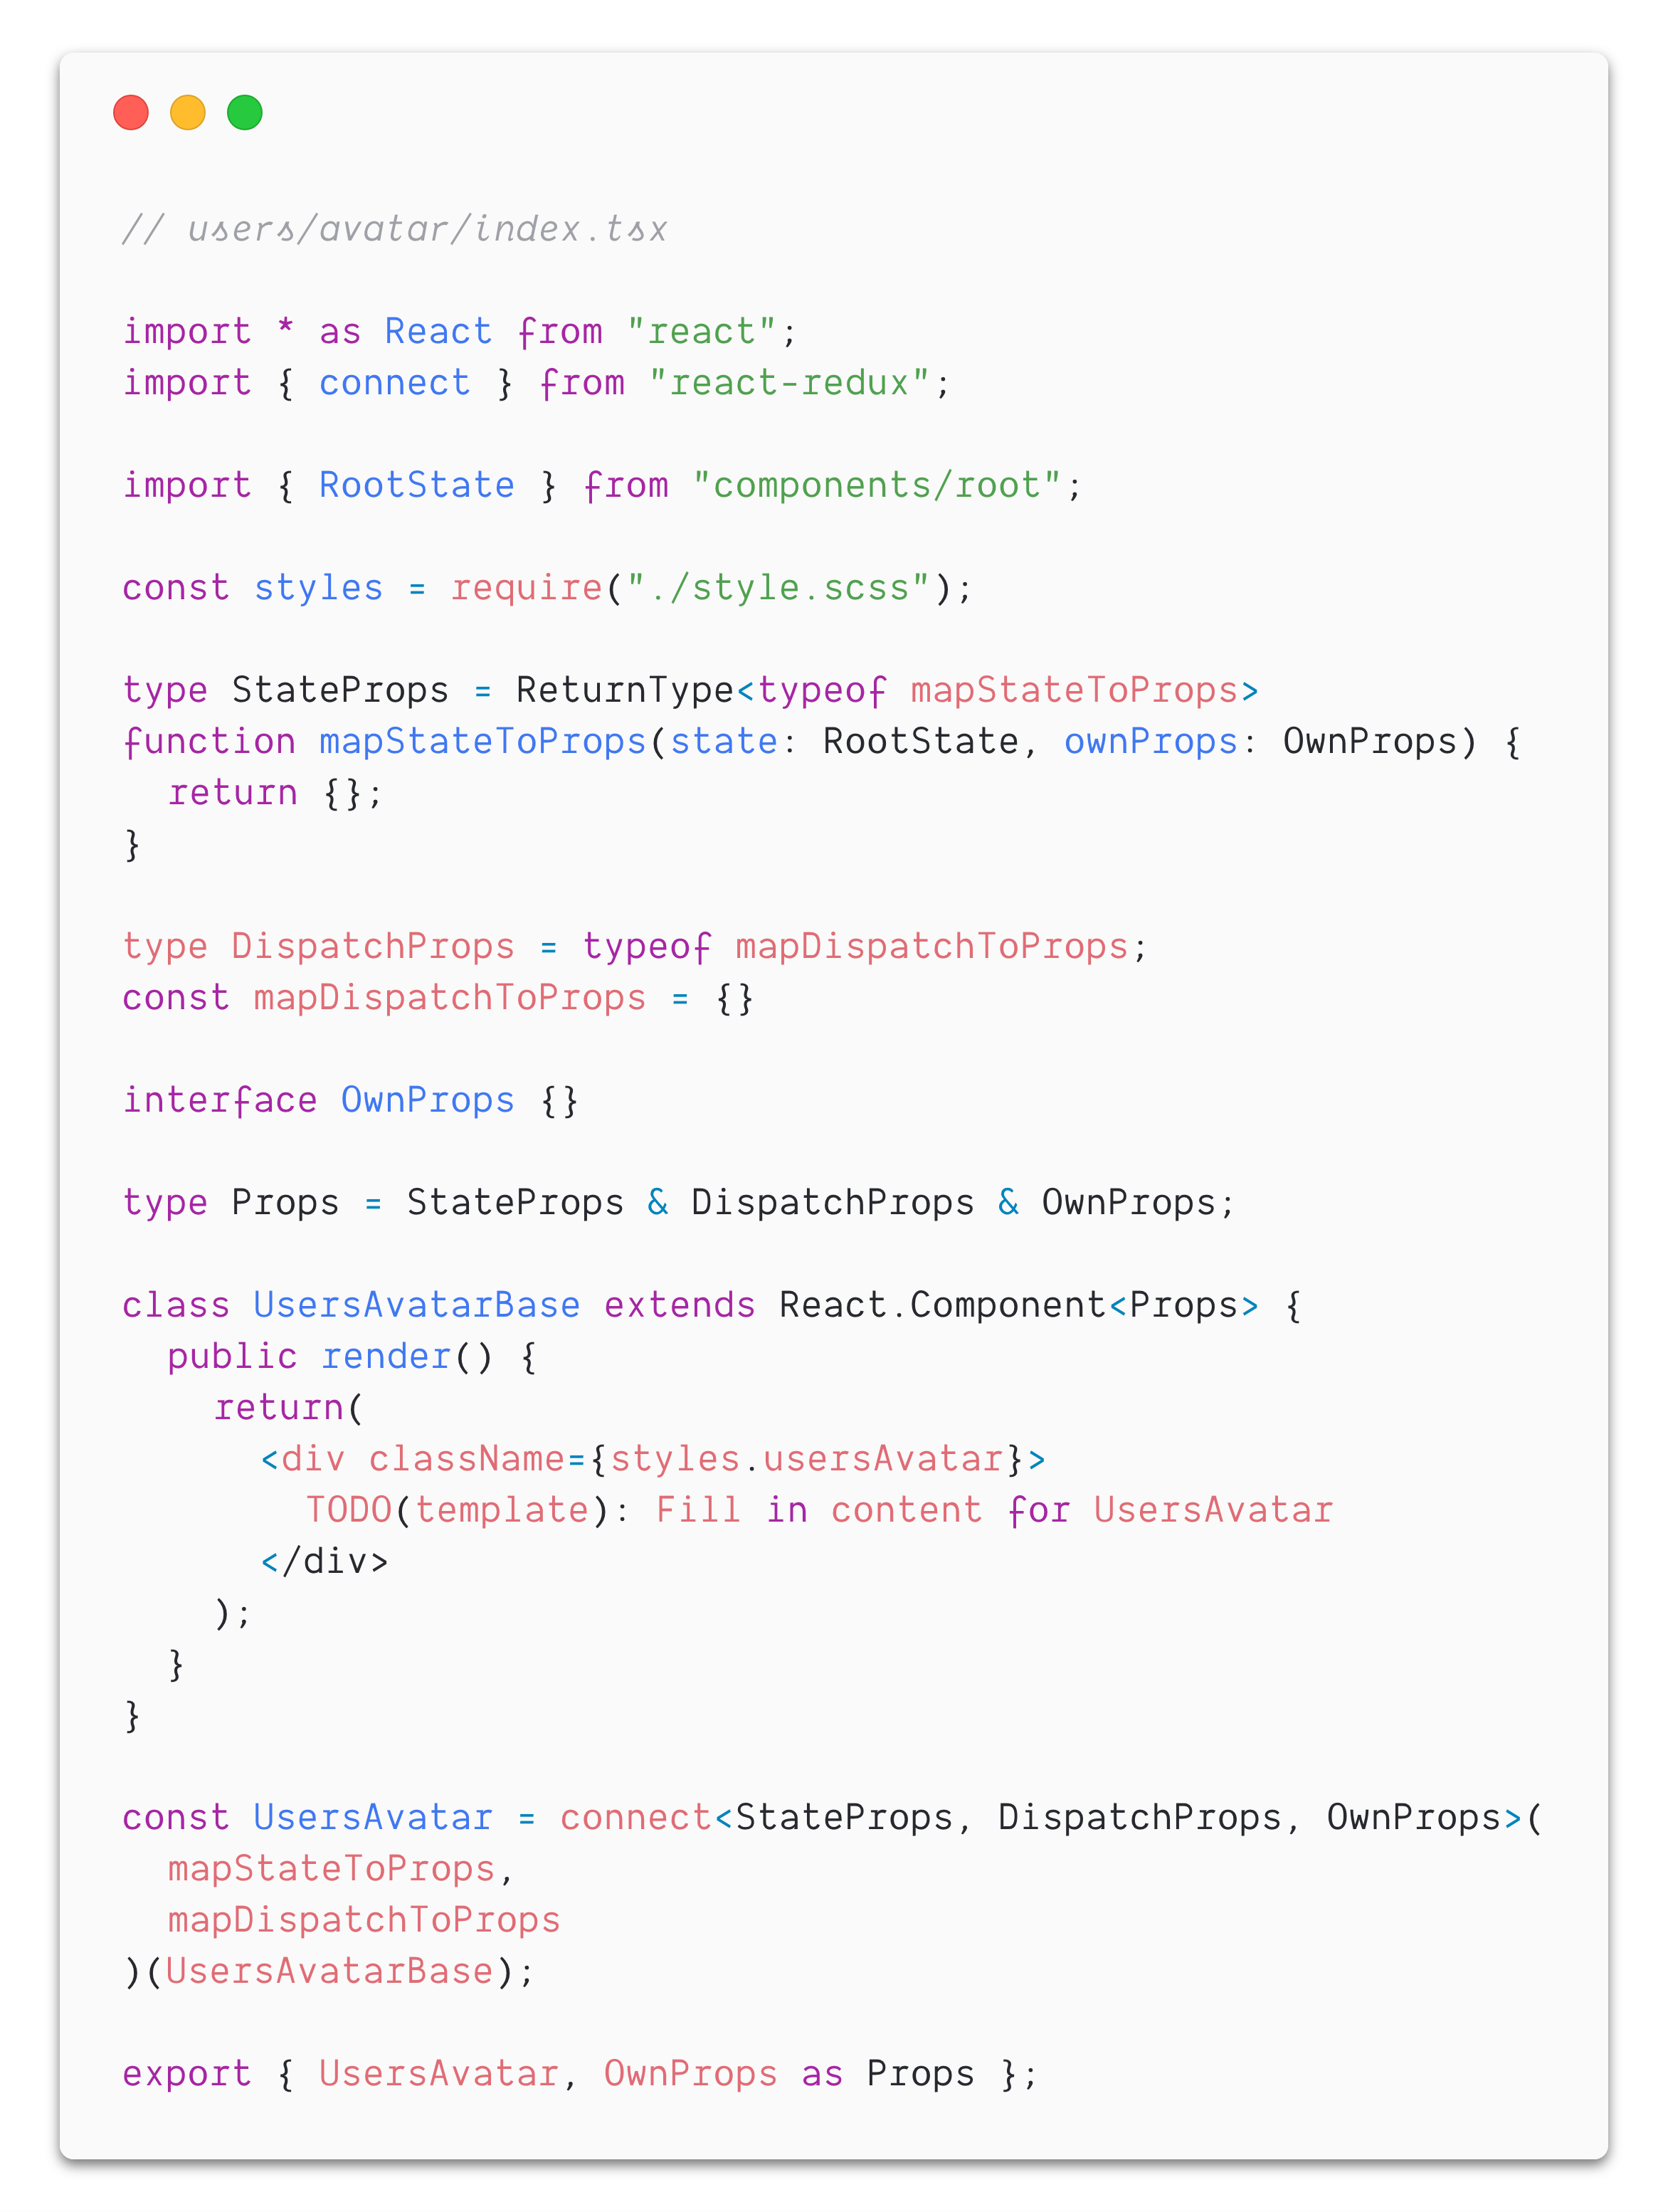 // users/avatar/index.tsx
import * as React from "react";
import { connect } from "react-redux";
import { RootState } from "components/root";
const styles = require("./style.scss");
type StateProps = ReturnType<typeof mapStateToProps>
function mapStateToProps(state: RootState, ownProps: OwnProps) {
  return {};
}
type DispatchProps = typeof mapDispatchToProps;
const mapDispatchToProps = {}
interface OwnProps {}
type Props = StateProps & DispatchProps & OwnProps;
class UsersAvatarBase extends React.Component<Props> {
  public render() {
    return(
      <div className={styles.usersAvatar}>
        TODO(template): Fill in content for UsersAvatar
      </div>
    );
  }
}
const UsersAvatar = connect<StateProps, DispatchProps, OwnProps>(
  mapStateToProps,
  mapDispatchToProps
)(UsersAvatarBase);
export { UsersAvatar, OwnProps as Props };